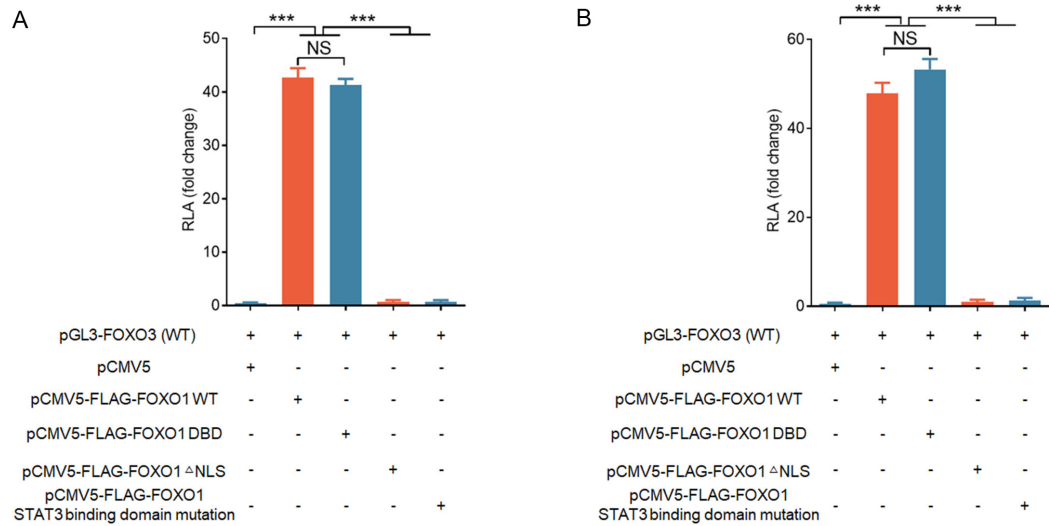 A
*** ***
NS
50
40
30
20
10
0
RLA (fold change)
pGL3-FOXO3 (WT) + + + + +
pCMV5 + - - - -
pCMV5-FLAG-FOXO1 WT - + - - -
pCMV5-FLAG-FOXO1 DBD - - + - -
pCMV5-FLAG-FOXO1 △NLS - - - + -
pCMV5-FLAG-FOXO1
STAT3 binding domain mutation - - - - +
B
*** ***
NS
60
40
20
0
RLA (fold change)
pGL3-FOXO3 (WT) + + + + +
pCMV5 + - - - -
pCMV5-FLAG-FOXO1 WT - + - - -
pCMV5-FLAG-FOXO1 DBD - - + - -
pCMV5-FLAG-FOXO1 △NLS - - - + -
pCMV5-FLAG-FOXO1
STAT3 binding domain mutation - - - - +